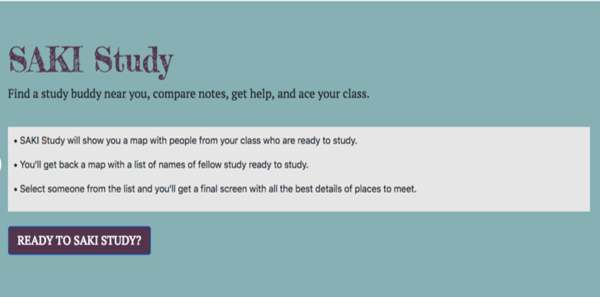 SAKI Study
Find a study buddy near you, compare notes, get help, and ace your class.
• SAKI Study will show you a map with people from your class who are ready to study.
• You'll get back a map with a list of names of fellow study ready to study.
• Select someone from the list and you'll get a final screen with all the best details of places to meet.
READY TO SAKI STUDY?